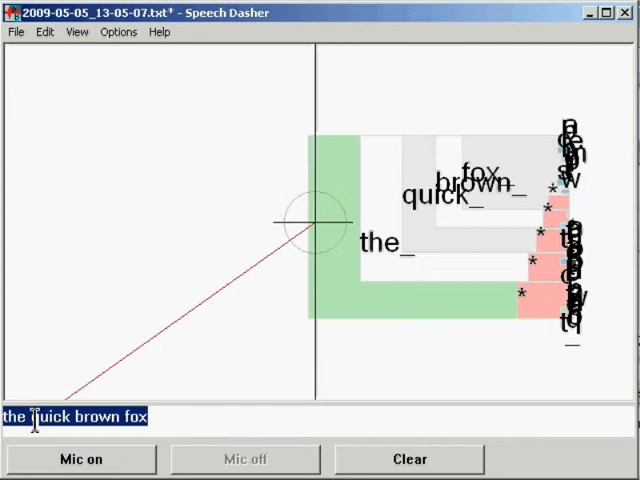 2009-05-05_13-05-07.txt* - Speech Dasher
File Edit View Options Help
fox_
brown_
quick_
the_
*
*
*
*
*
the quick brown fox
Mic on Mic off Clear